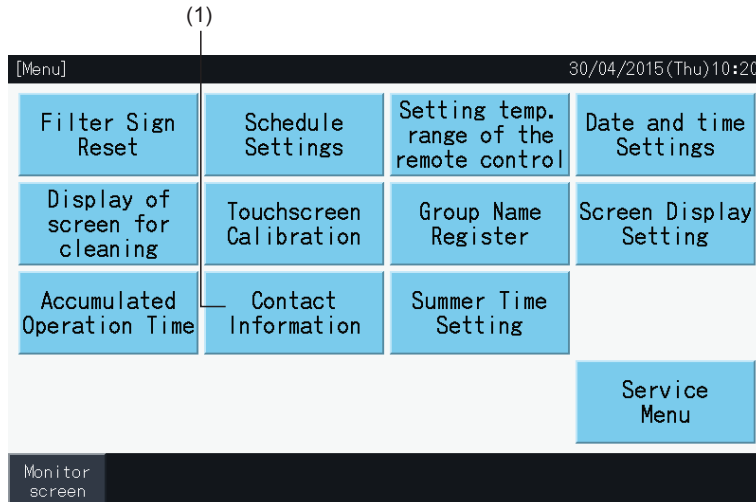 (1)
[Menu] 30/04/2015(Thu)10:20
Filter Sign
Reset
Schedule
Settings
Setting temp.
range of the
remote control
Date and time
Settings
Display of
screen for
cleaning
Touchscreen
Calibration
Group Name
Register
Screen Display
Setting
Accumulated
Operation Time
Contact
Information
Summer Time
Setting
Service
Menu
Monitor
screen